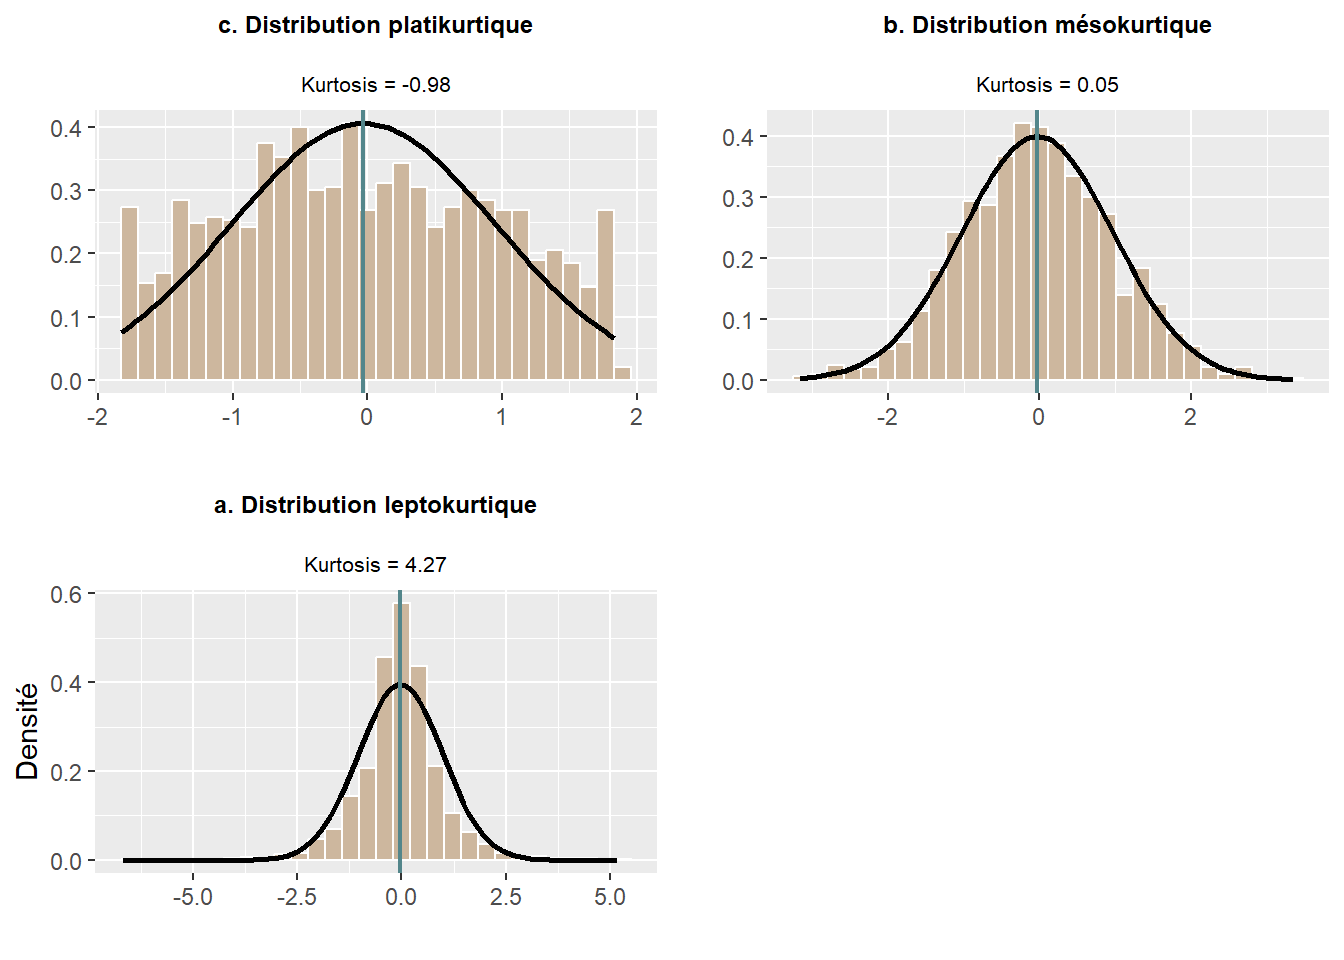 c. Distribution platikurtique
Kurtosis = -0.98
0.4
0.3
0.2
0.1
0.0
-2 -1 0 1 2
b. Distribution mésokurtique
Kurtosis = 0.05
0.4
0.3
0.2
0.1
0.0
-2 0 2
a. Distribution leptokurtique
Kurtosis = 4.27
Densité
0.6
0.4
0.2
0.0
-5.0 -2.5 0.0 2.5 5.0